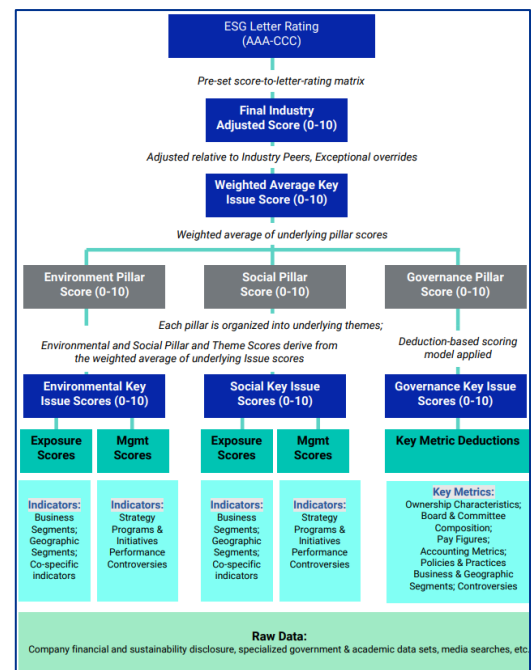 ESG Letter Rating
(AAA-CCC)
Pre-set score-to-letter-rating matrix
Final Industry
Adjusted Score (0-10)
Adjusted relative to Industry Peers, Exceptional overrides
Weighted Average Key
Issue Score (0-10)
Weighted average of underlying pillar scores
Environment Pillar
Score (0-10)
Social Pillar
Score (0-10)
Governance Pillar
Score (0-10)
Each pillar is organized into underlying themes;
Environmental and Social Pillar and Theme Scores derive from
the weighted average of underlying Issue scores
Deduction-based scoring
model applied
Environmental Key
Issue Scores (0-10)
Social Key Issue
Scores (0-10)
Governance Key Issue
Scores (0-10)
Exposure
Scores
Mgmt
Scores
Exposure
Scores
Mgmt
Scores
Key Metric Deductions
Indicators:
Business
Segments;
Geographic
Segments;
Co-specific
indicators
Indicators:
Strategy
Programs &
Initiatives
Performance
Controversies
Indicators:
Business
Segments;
Geographic
Segments;
Co-specific
indicators
Indicators:
Strategy
Programs &
Initiatives
Performance
Controversies
Key Metrics:
Ownership Characteristics;
Board & Committee
Composition;
Pay Figures;
Accounting Metrics;
Policies & Practices
Business & Geographic
Segments; Controversies
Raw Data:
Company financial and sustainability disclosure, specialized government & academic data sets, media searches, etc